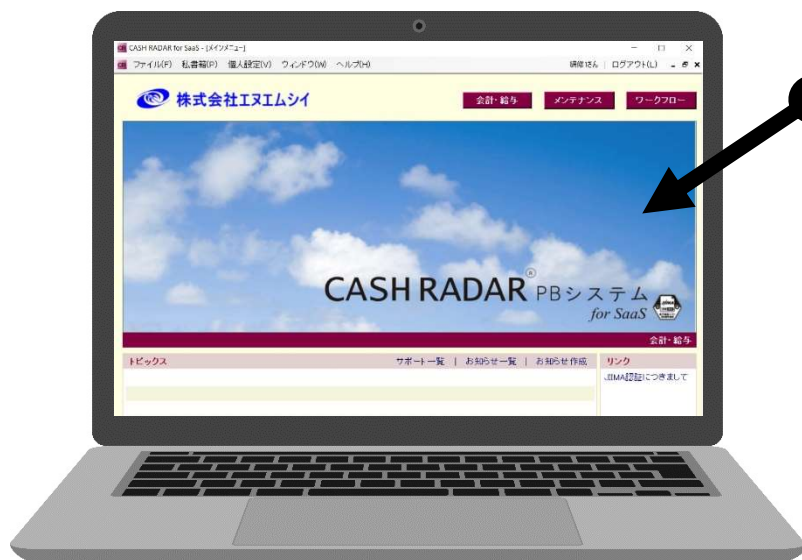 CASH RADAR for SaaS - [メインメニュー]
ファイル(F) 私書箱(P) 個人設定(V) ウィンドウ(W) ヘルプ(H)
ログアウト(L)
株式会社エヌエムシイ
会計・給与 メンテナンス ワークフロー
CASH RADAR® PBシステム
for SaaS
会計・給与
トピックス サポート一覧 | お知らせ一覧 | お知らせ作成 リンク
JIIMA認証につきまして